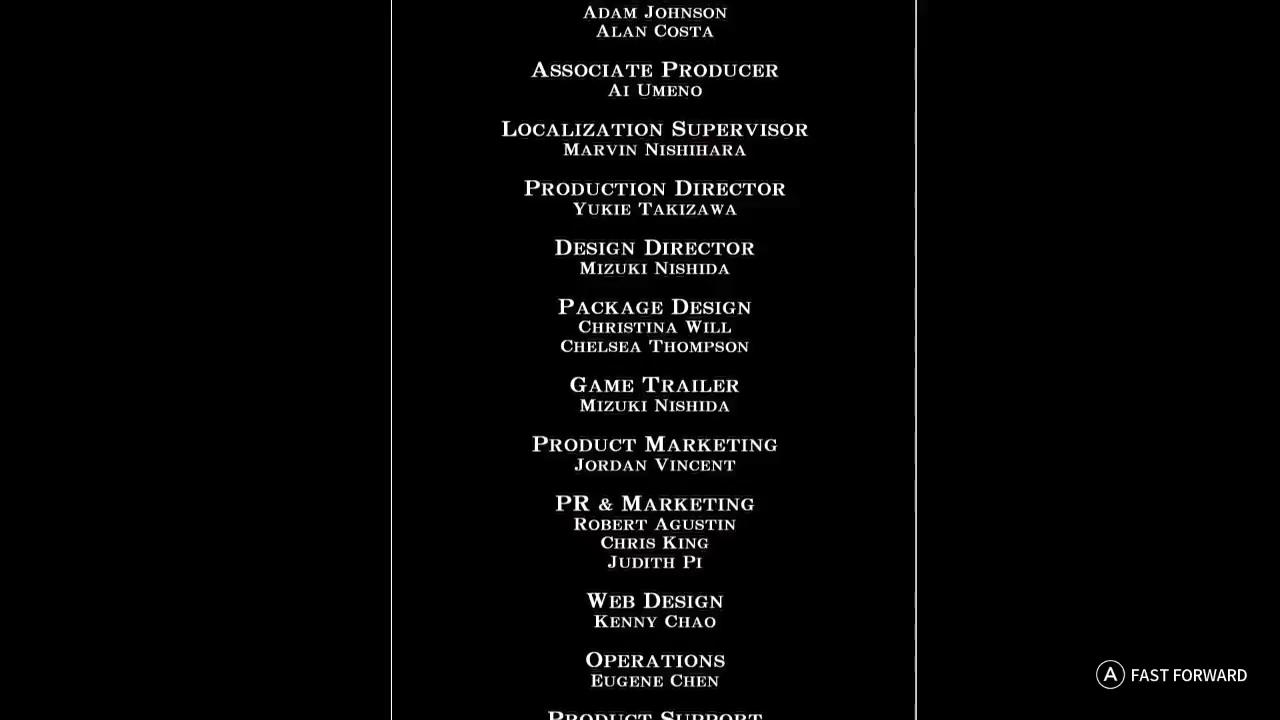 ADAM JOHNSON
ALAN COSTA
ASSOCIATE PRODUCER
AI UMENO
LOCALIZATION SUPERVISOR
MARVIN NISHIHARA
PRODUCTION DIRECTOR
YUKIE TAKIZAWA
DESIGN DIRECTOR
MIZUKI NISHIDA
PACKAGE DESIGN
CHRISTINA WILL
CHELSEA THOMPSON
GAME TRAILER
MIZUKI NISHIDA
PRODUCT MARKETING
JORDAN VINCENT
PR & MARKETING
ROBERT AGUSTIN
CHRIS KING
JUDITH PI
WEB DESIGN
KENNY CHAO
OPERATIONS
EUGENE CHEN
PRODUCT SUPPORT
A FAST FORWARD